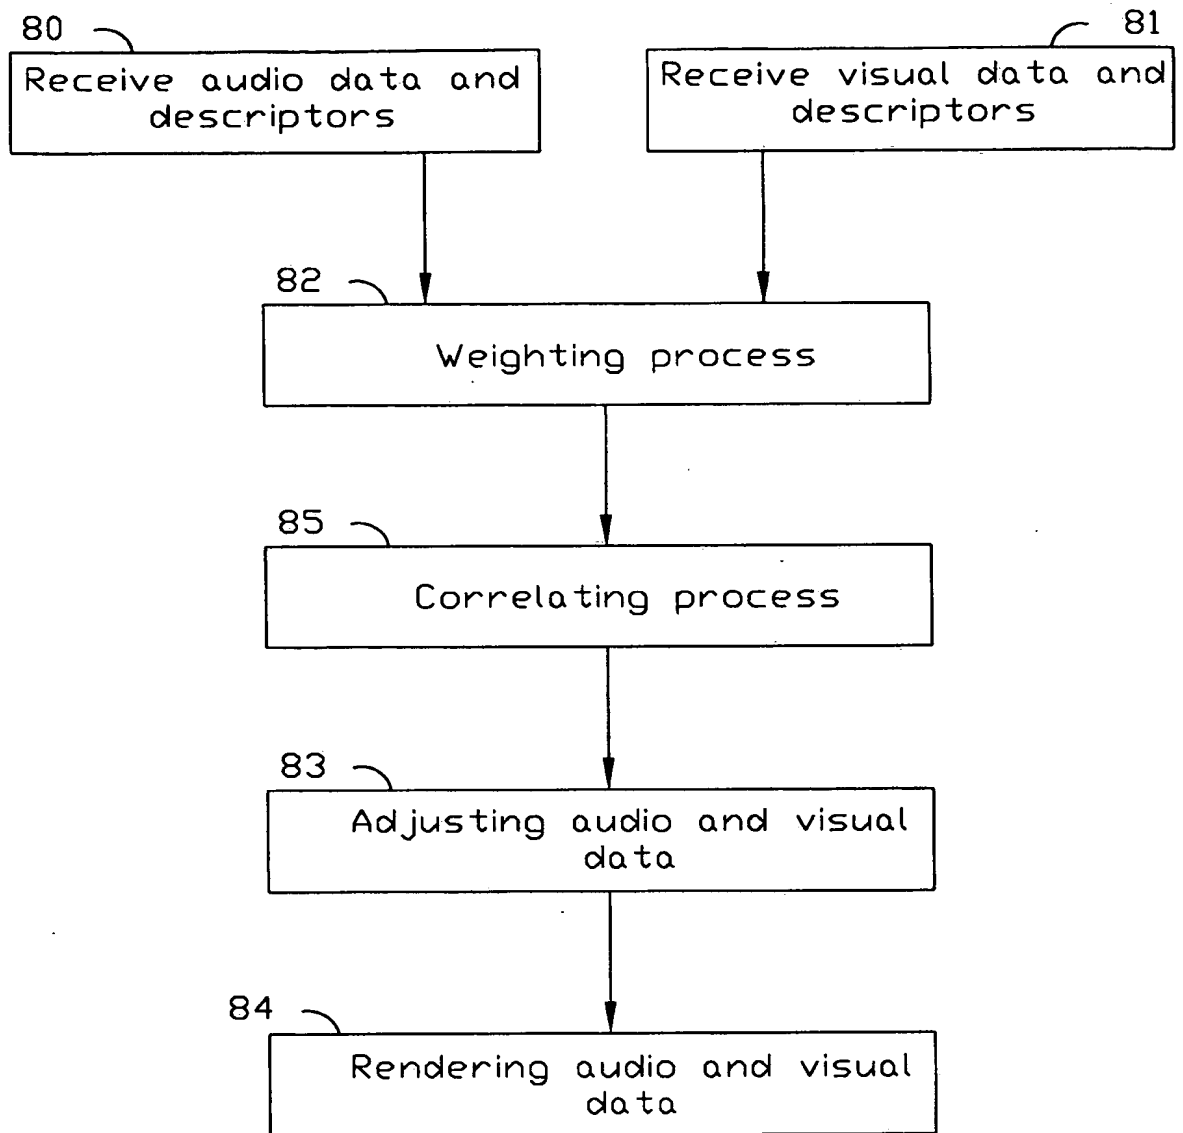 80
Receive audio data and
descriptors
81
Receive visual data and
descriptors
82
Weighting process
85
Correlating process
83
Adjusting audio and visual
data
84
Rendering audio and visual
data